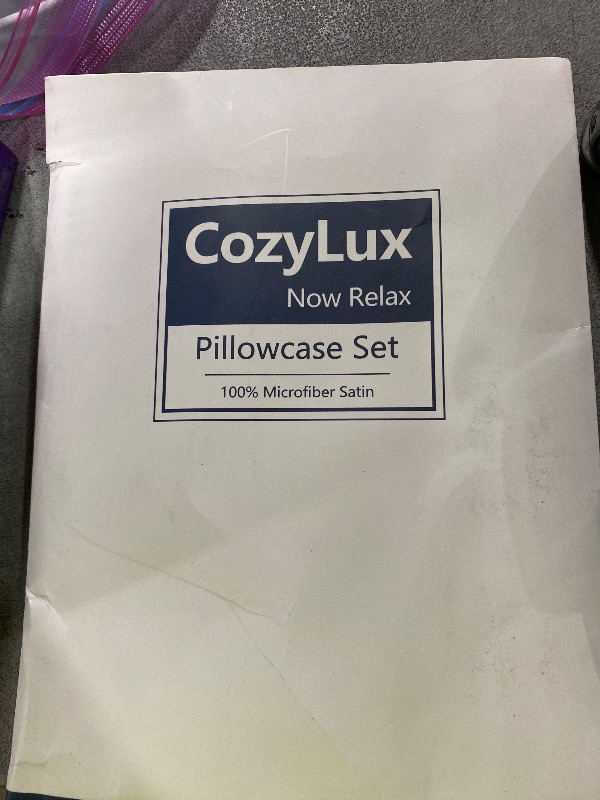 CozyLux
Now Relax
Pillowcase Set
100% Microfiber Satin